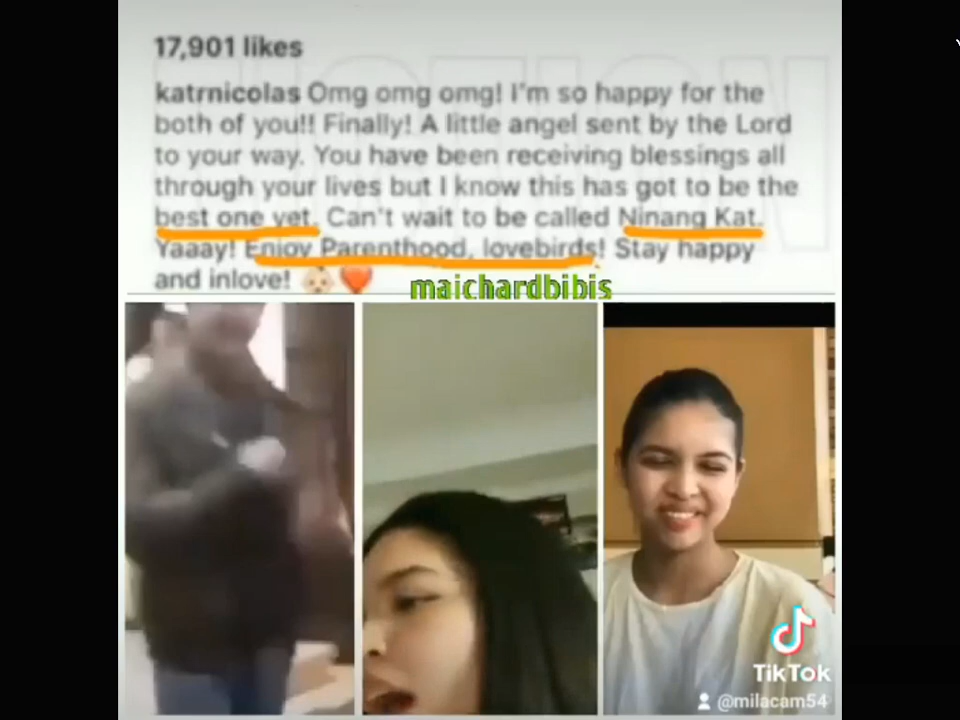 17,901 likes
katrnicolas Omg omg omg! I'm so happy for the
both of you!! Finally! A little angel sent by the Lord
to your way. You have been receiving blessings all
through your lives but I know this has got to be the
best one yet. Can't wait to be called Ninang Kat.
Yaaay! Enjoy Parenthood, lovebirds! Stay happy
and inlove! 👶🏻❤️
maichardbibis
TikTok
@milacam54